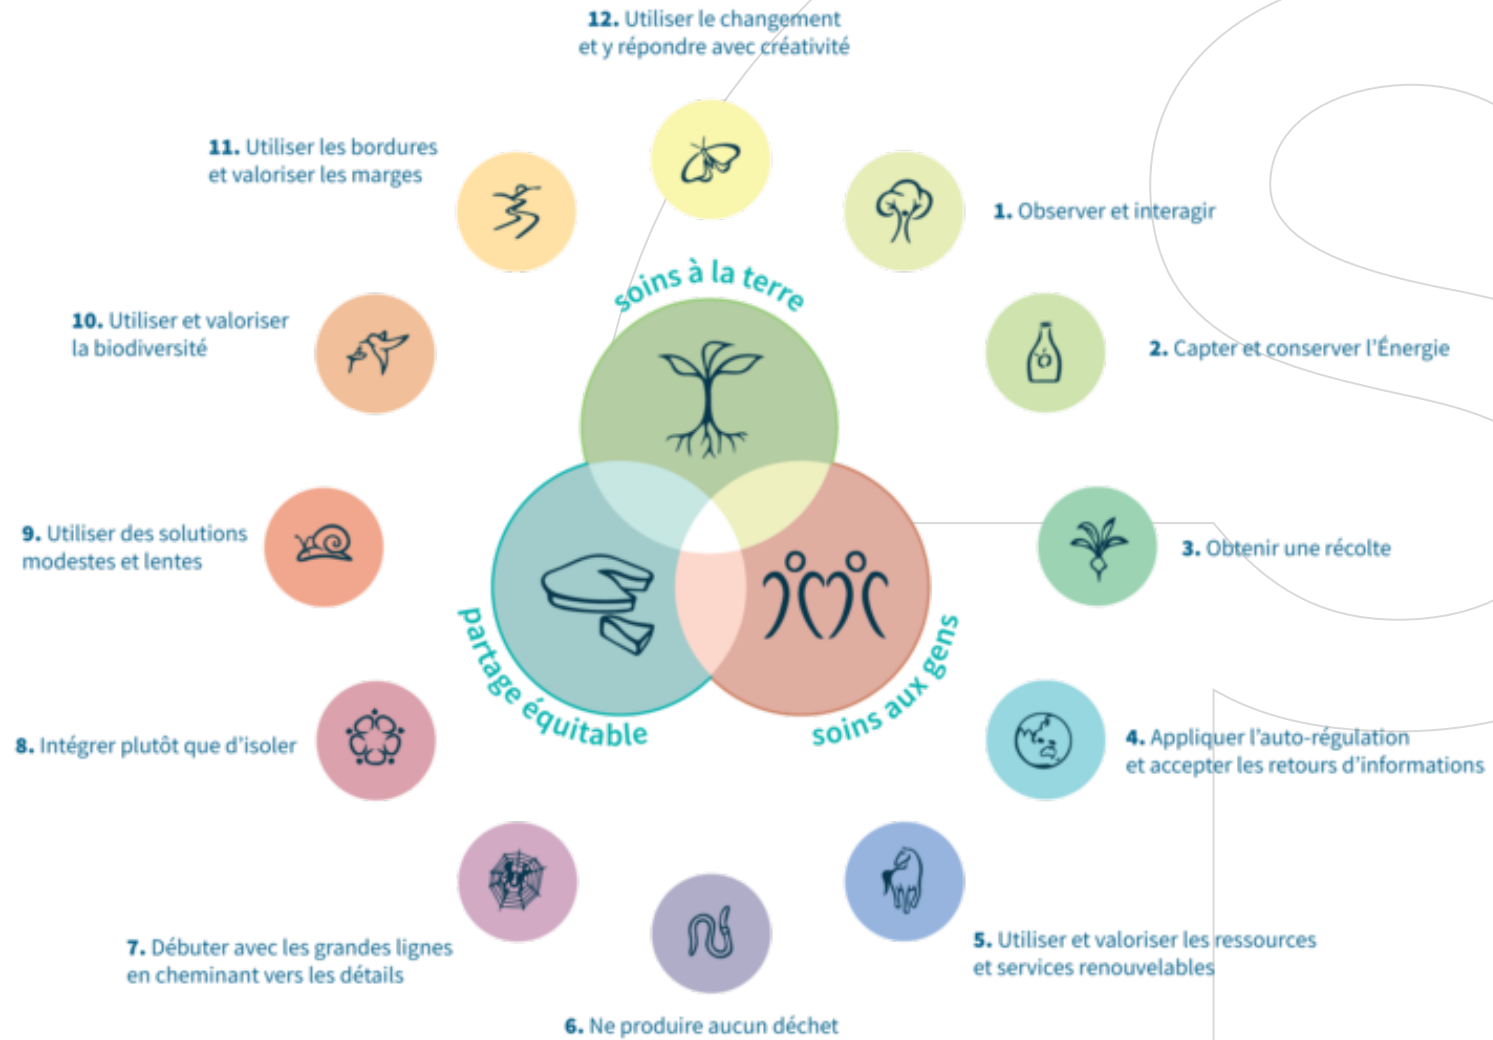 12. Utiliser le changement
et y répondre avec créativité
11. Utiliser les bordures
et valoriser les marges
1. Observer et interagir
soins à la terre
10. Utiliser et valoriser
la biodiversité
2. Capter et conserver l'Énergie
9. Utiliser des solutions
modestes et lentes
3. Obtenir une récolte
partage équitable
soins aux gens
8. Intégrer plutôt que d'isoler
4. Appliquer l'auto-régulation
et accepter les retours d'informations
7. Débuter avec les grandes lignes
en cheminant vers les détails
5. Utiliser et valoriser les ressources
et services renouvelables
6. Ne produire aucun déchet